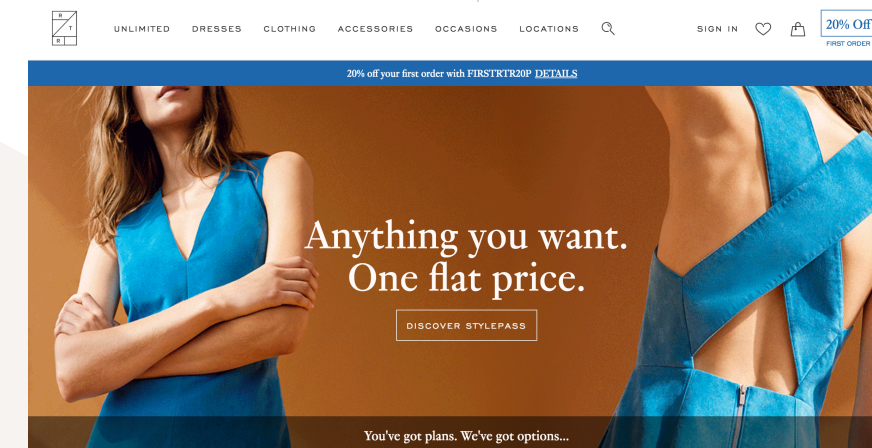 R
T
R
UNLIMITED DRESSES CLOTHING ACCESSORIES OCCASIONS LOCATIONS SIGN IN
20% Off
FIRST ORDER
20% off your first order with FIRSTRTR20P DETAILS
Anything you want.
One flat price.
DISCOVER STYLEPASS
You've got plans. We've got options...